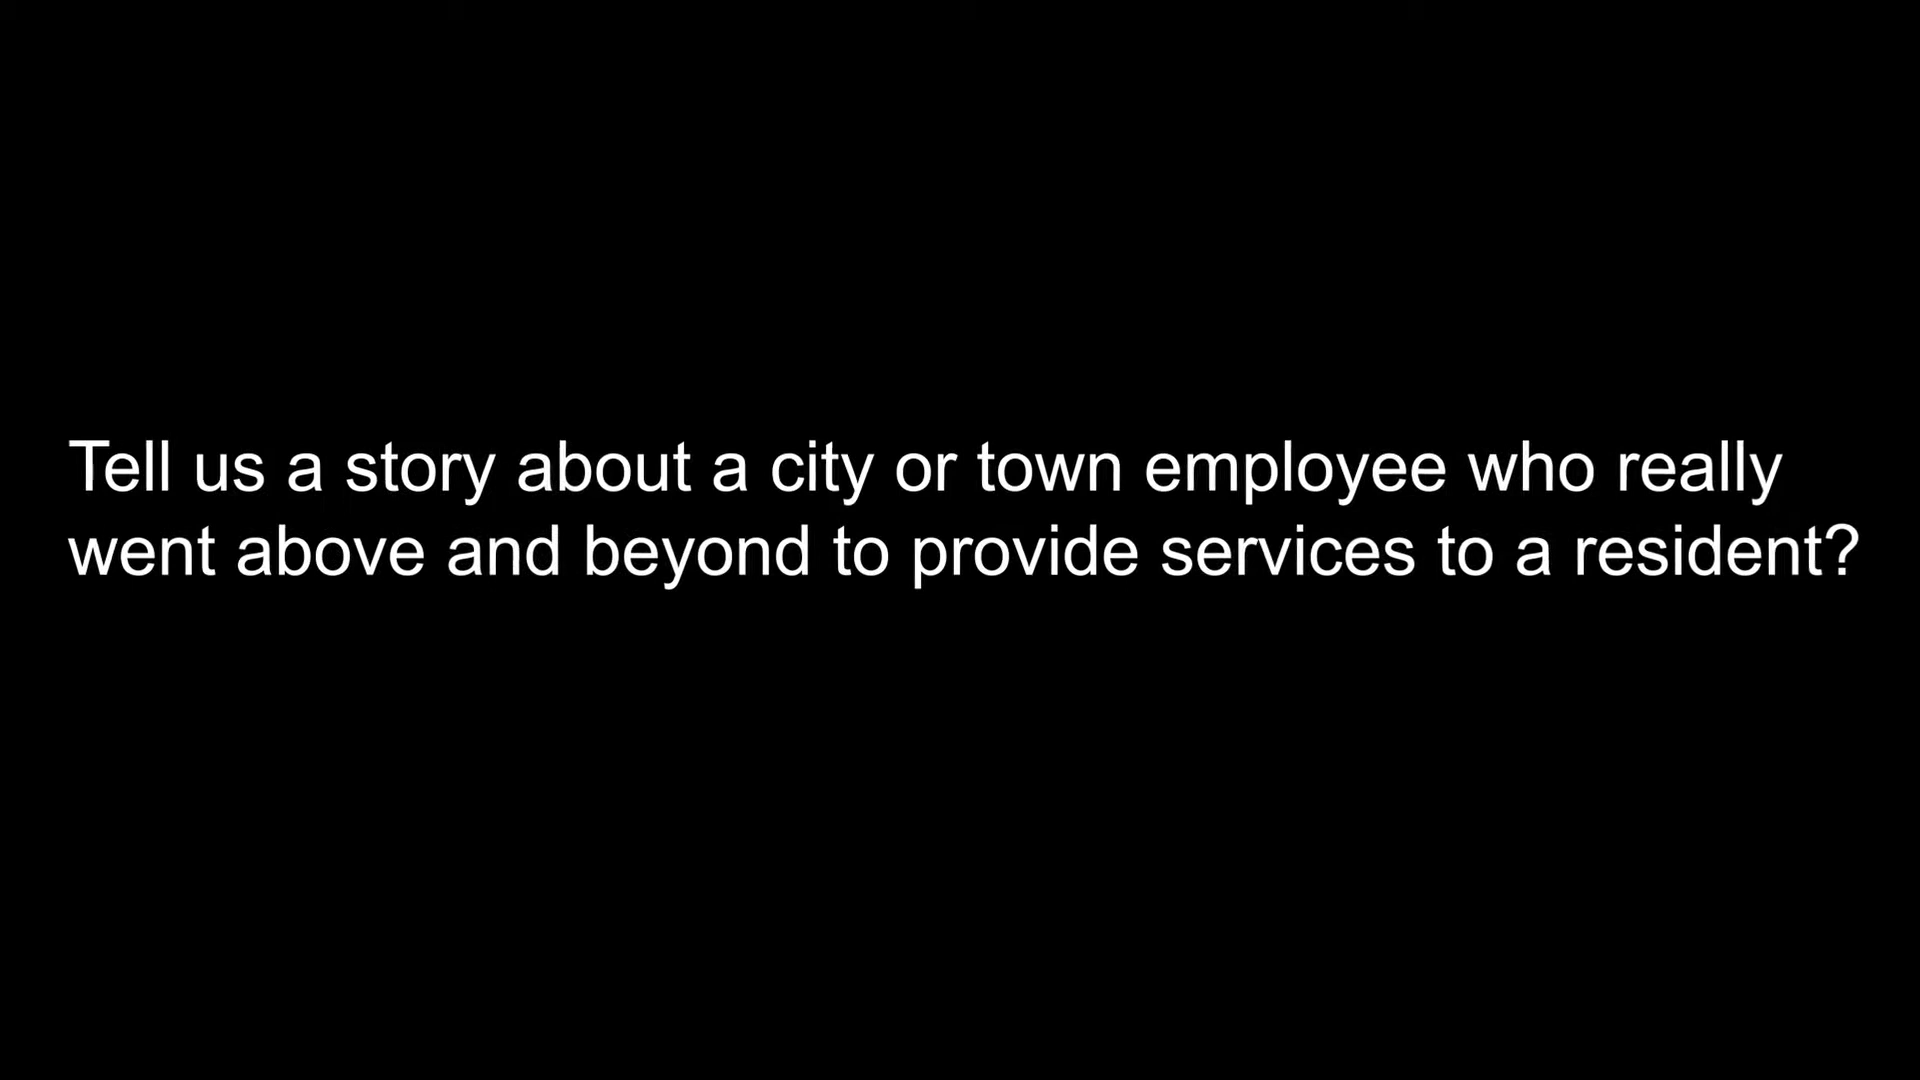 Tell us a story about a city or town employee who really
went above and beyond to provide services to a resident?